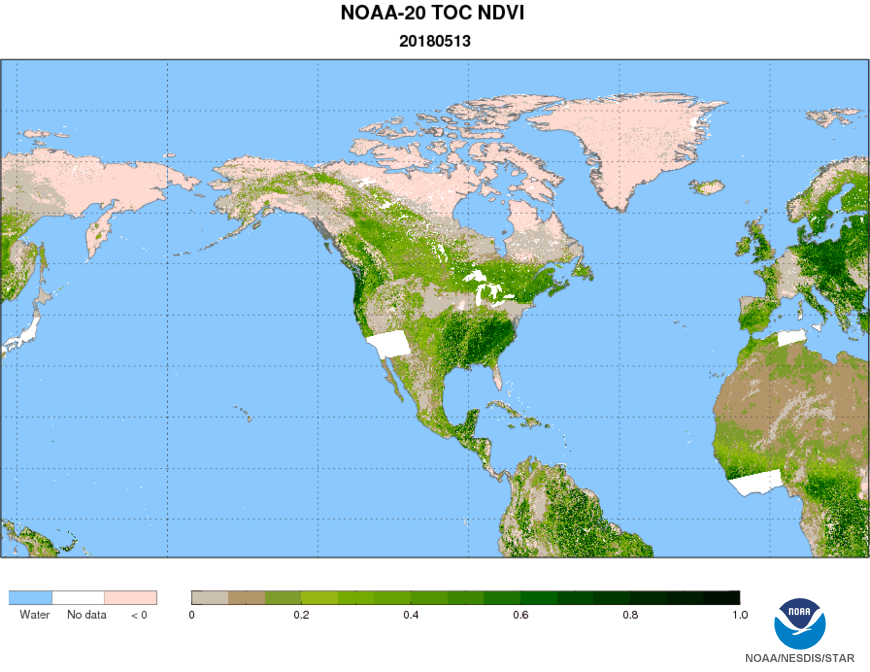 NOAA-20 TOC NDVI
20180513
Water No data < 0
0 0.2 0.4 0.6 0.8 1.0
NOAA
NOAA/NESDIS/STAR